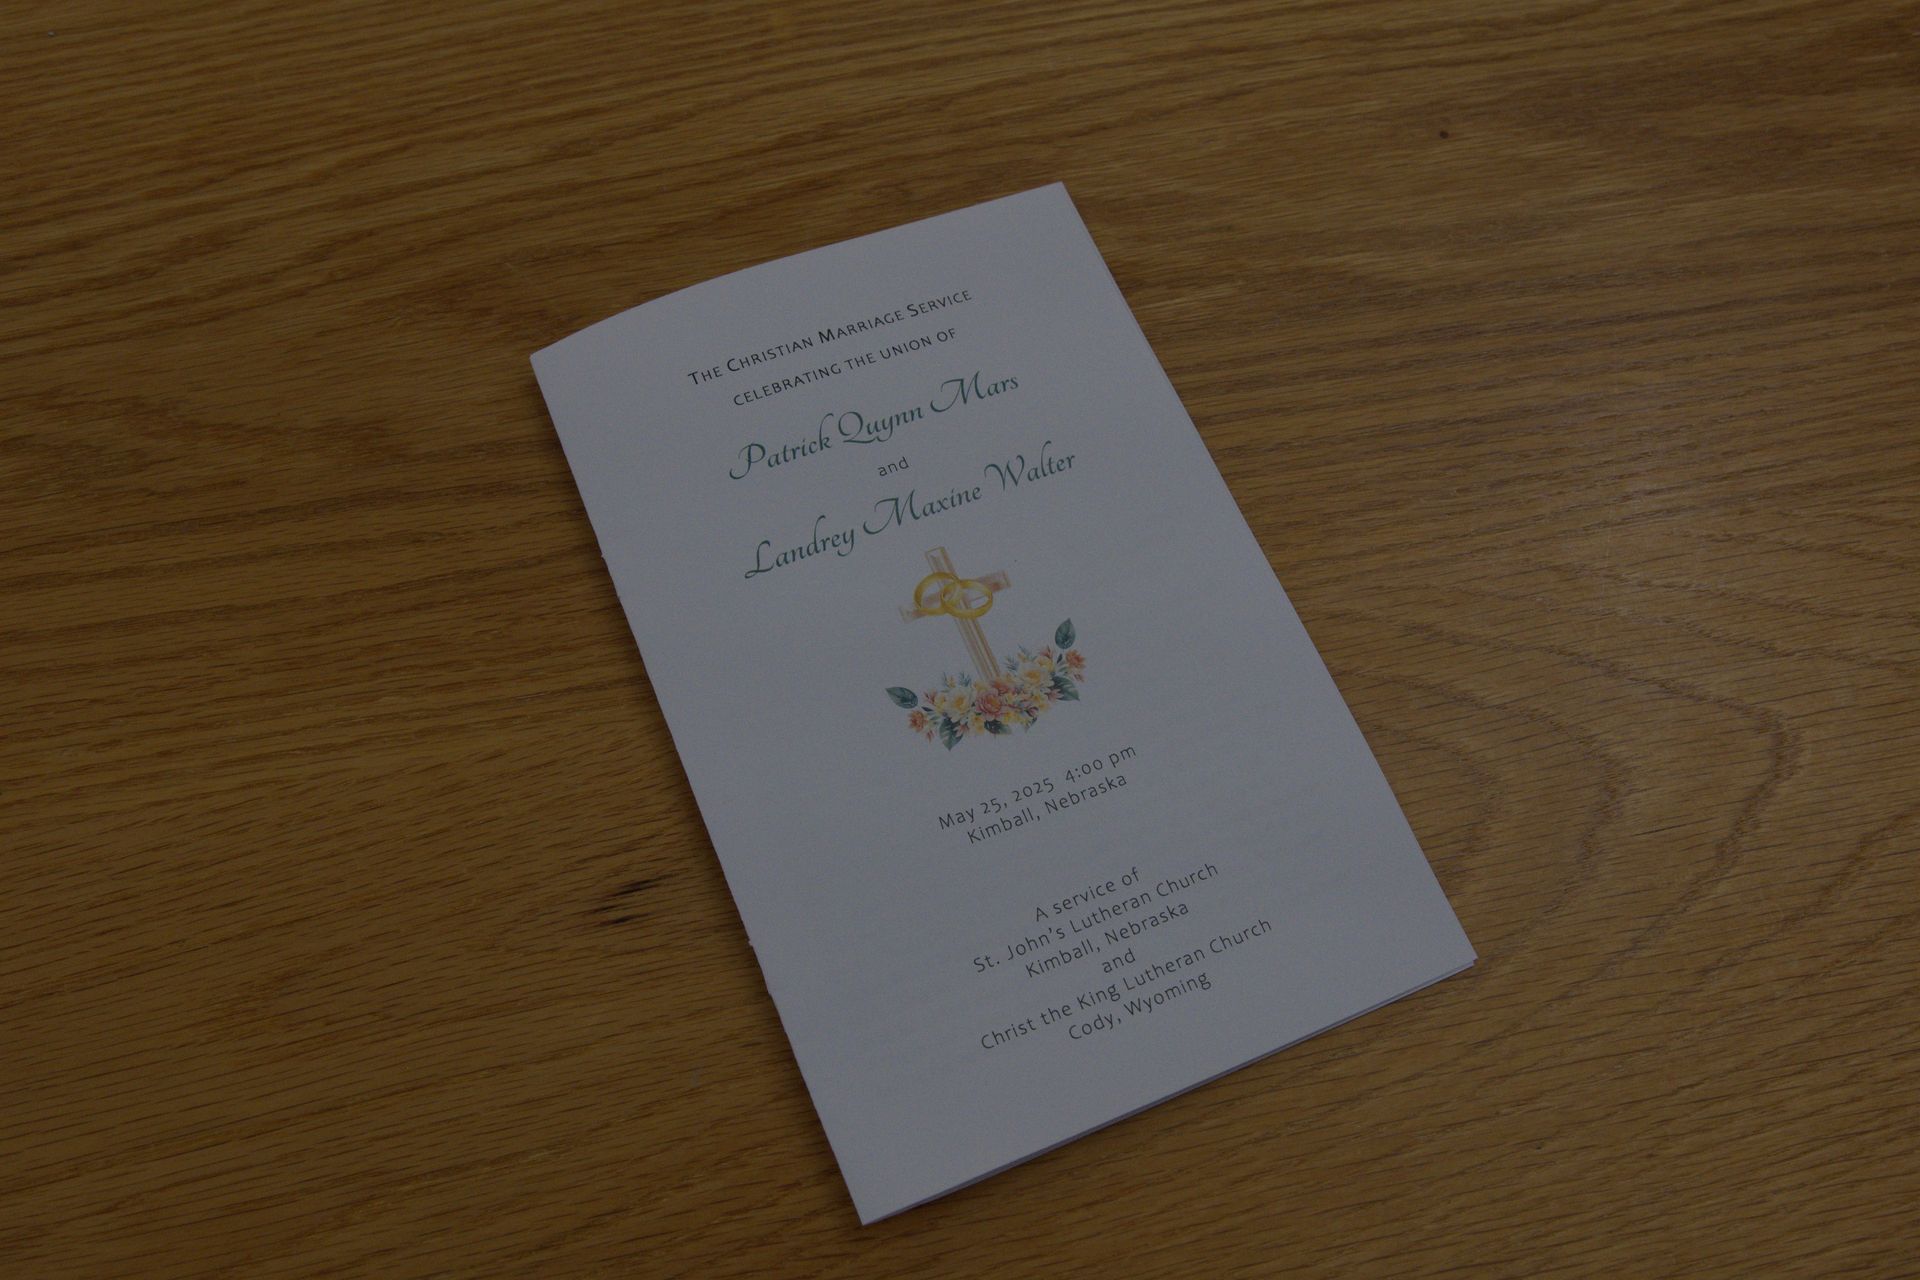 The Christian Marriage Service
celebrating the union of
Patrick Quynn Mars
and
Landrey Maxine Walter
May 25, 2025 4:00 pm
Kimball, Nebraska
A service of
St. John's Lutheran Church
Kimball, Nebraska
and
Christ the King Lutheran Church
Cody, Wyoming